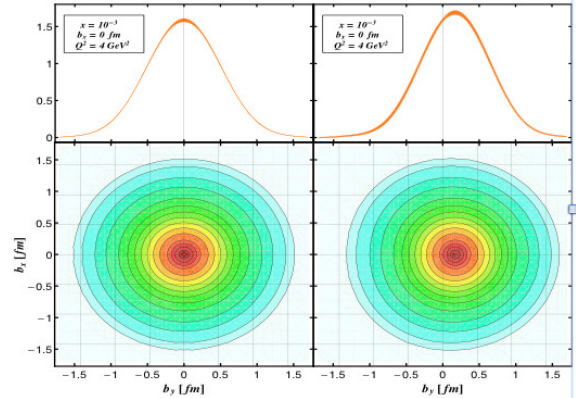 x = 10⁻³
bₓ = 0 fm
Q² = 4 GeV²
x = 10⁻³
bₓ = 0 fm
Q² = 4 GeV²
1.5
1
0.5
0
1.5
1
0.5
0
-0.5
-1
-1.5
bₓ [fm]
-1.5 -1 -0.5 0 0.5 1 1.5 -1.5 -1 -0.5 0 0.5 1 1.5
b_y [fm] b_y [fm]